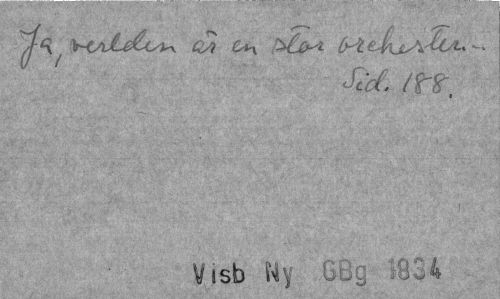 Ja, verlden är en stor orchester.–
Sid. 188.
Visb Ny GBg 1834